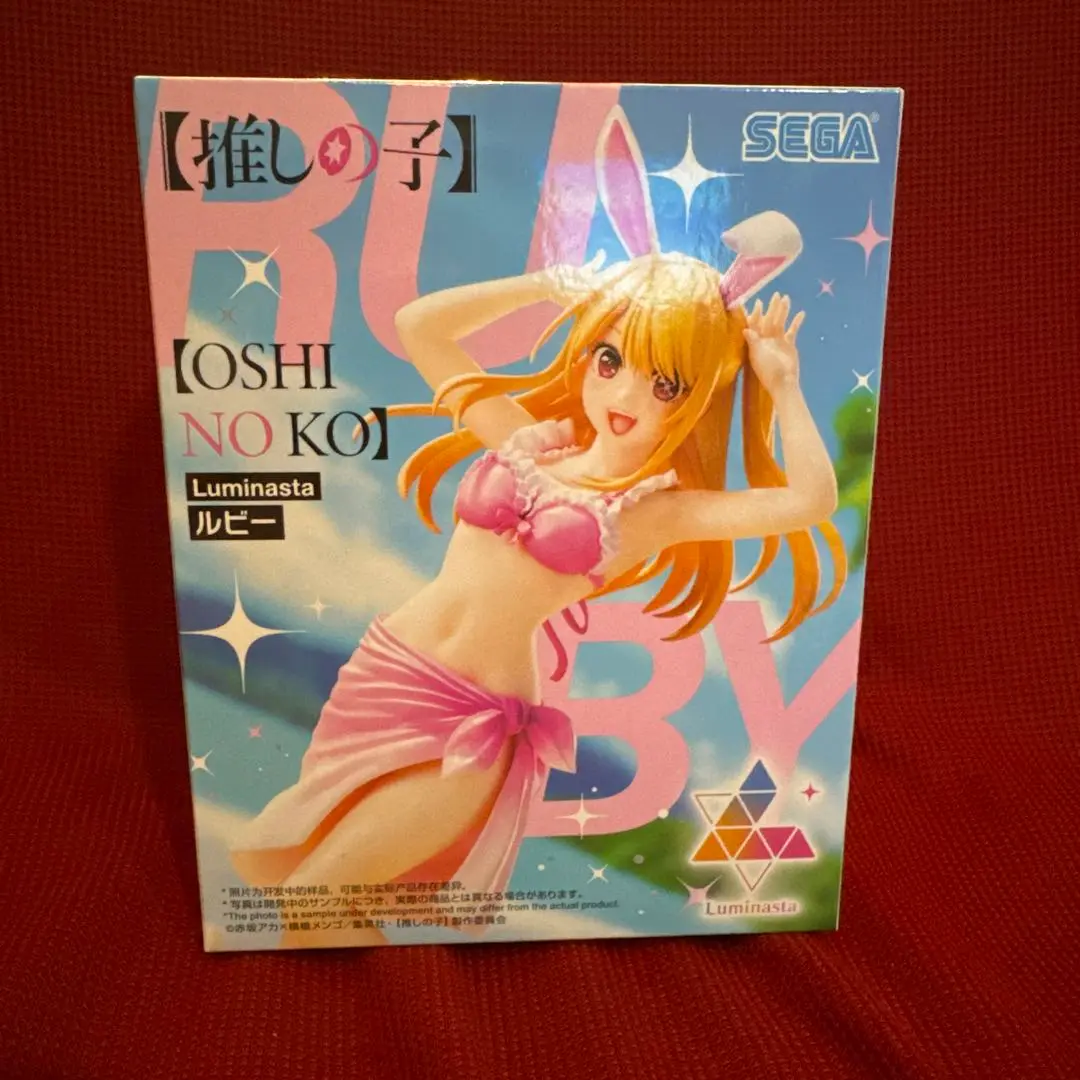 RUBY
【推しの子】
SEGA®
【OSHI
NO KO】
Luminasta
ルビー
Luminasta
*照片为开发中的样品，可能与实际产品存在差异。
*写真は開発中のサンプルにつき、実際の商品とは異なる場合があります。
*The photo is a sample under development and may differ from the actual product.
©赤坂アカ×横槍メンゴ／集英社・【推しの子】製作委員会